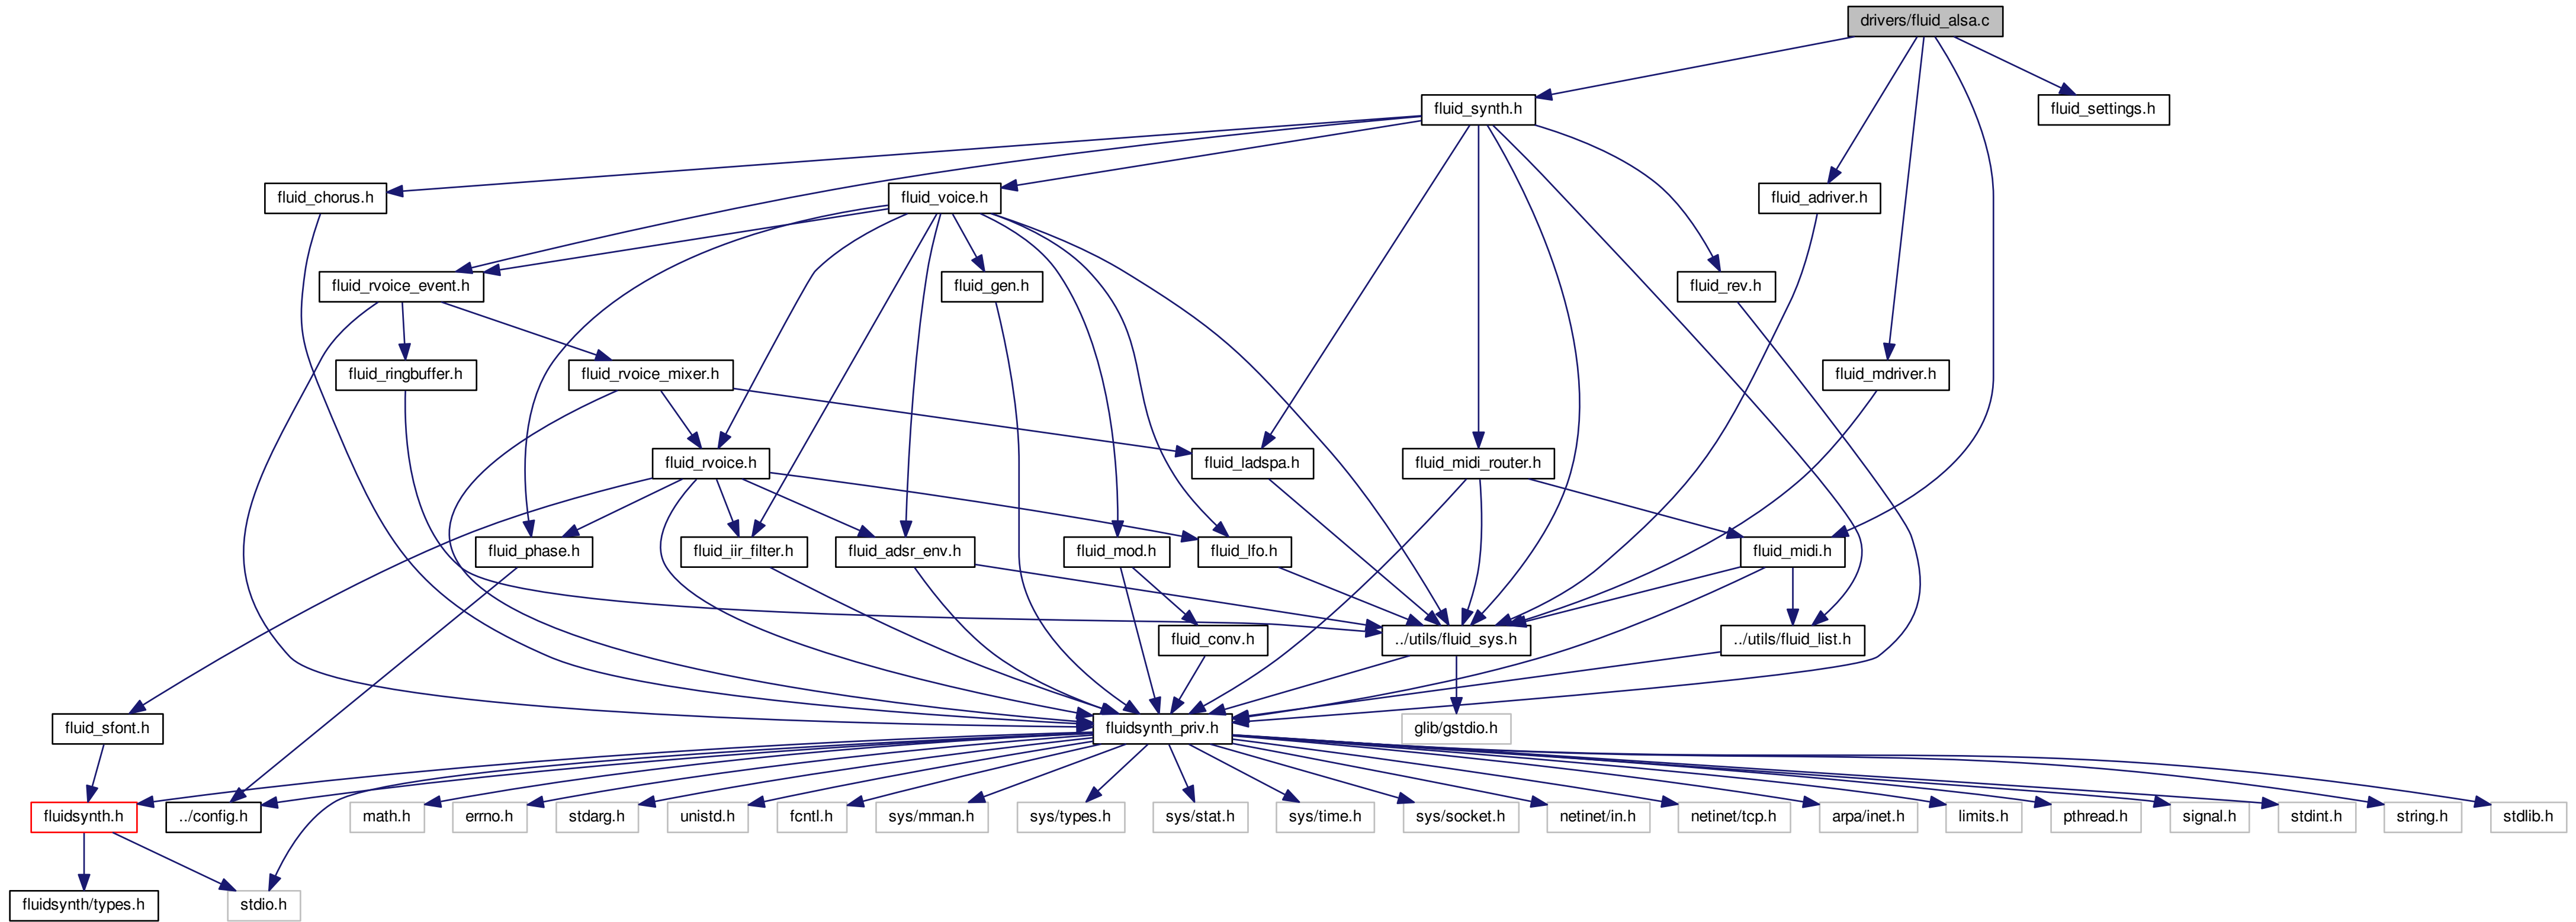 drivers/fluid_alsa.c
fluid_synth.h
fluid_settings.h
fluid_chorus.h
fluid_voice.h
fluid_adriver.h
fluid_rvoice_event.h
fluid_gen.h
fluid_rev.h
fluid_ringbuffer.h
fluid_rvoice_mixer.h
fluid_mdriver.h
fluid_rvoice.h
fluid_ladspa.h
fluid_midi_router.h
fluid_phase.h
fluid_iir_filter.h
fluid_adsr_env.h
fluid_mod.h
fluid_lfo.h
fluid_midi.h
fluid_conv.h
../utils/fluid_sys.h
../utils/fluid_list.h
fluid_sfont.h
fluidsynth_priv.h
glib/gstdio.h
fluidsynth.h
../config.h
math.h
errno.h
stdarg.h
unistd.h
fcntl.h
sys/mman.h
sys/types.h
sys/stat.h
sys/time.h
sys/socket.h
netinet/in.h
netinet/tcp.h
arpa/inet.h
limits.h
pthread.h
signal.h
stdint.h
string.h
stdlib.h
fluidsynth/types.h
stdio.h